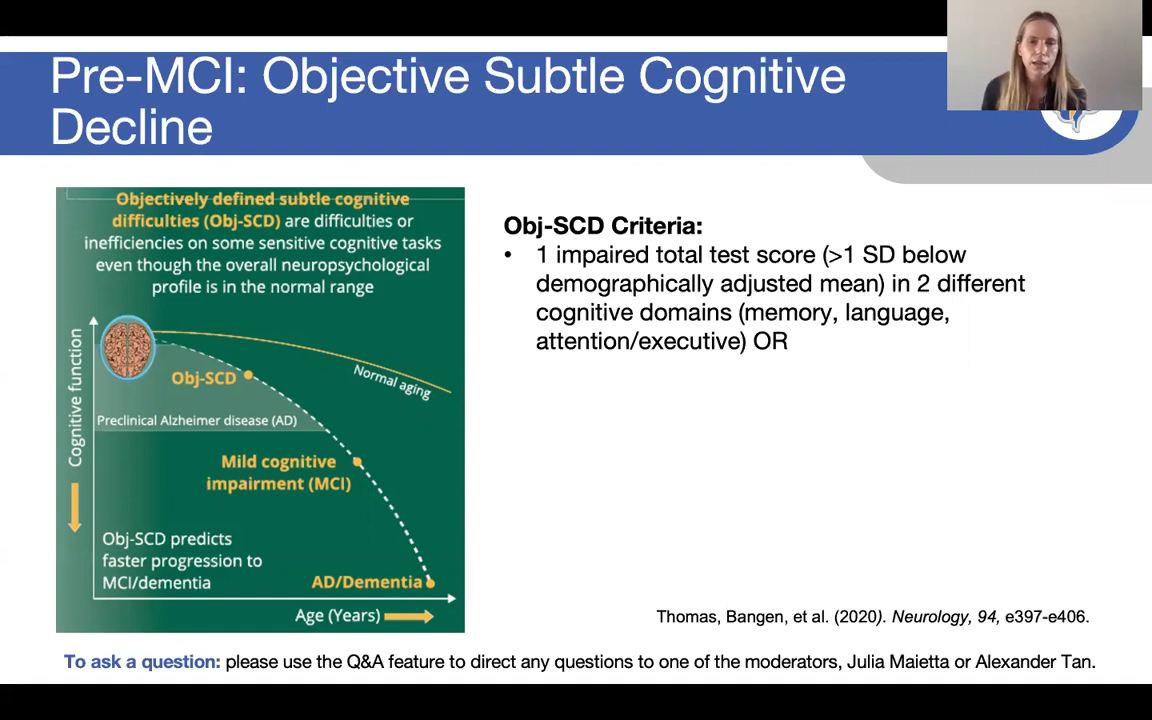 Pre-MCI: Objective Subtle Cognitive
Decline
Objectively defined subtle cognitive
difficulties (Obj-SCD) are difficulties or
inefficiencies on some sensitive cognitive tasks
even though the overall neuropsychological
profile is in the normal range
Cognitive function
Obj-SCD
Normal aging
Preclinical Alzheimer disease (AD)
Mild cognitive
impairment (MCI)
Obj-SCD predicts
faster progression to
MCI/dementia
AD/Dementia
Age (Years)
Obj-SCD Criteria:
• 1 impaired total test score (>1 SD below
demographically adjusted mean) in 2 different
cognitive domains (memory, language,
attention/executive) OR
Thomas, Bangen, et al. (2020). Neurology, 94, e397-e406.
To ask a question: please use the Q&A feature to direct any questions to one of the moderators, Julia Maietta or Alexander Tan.